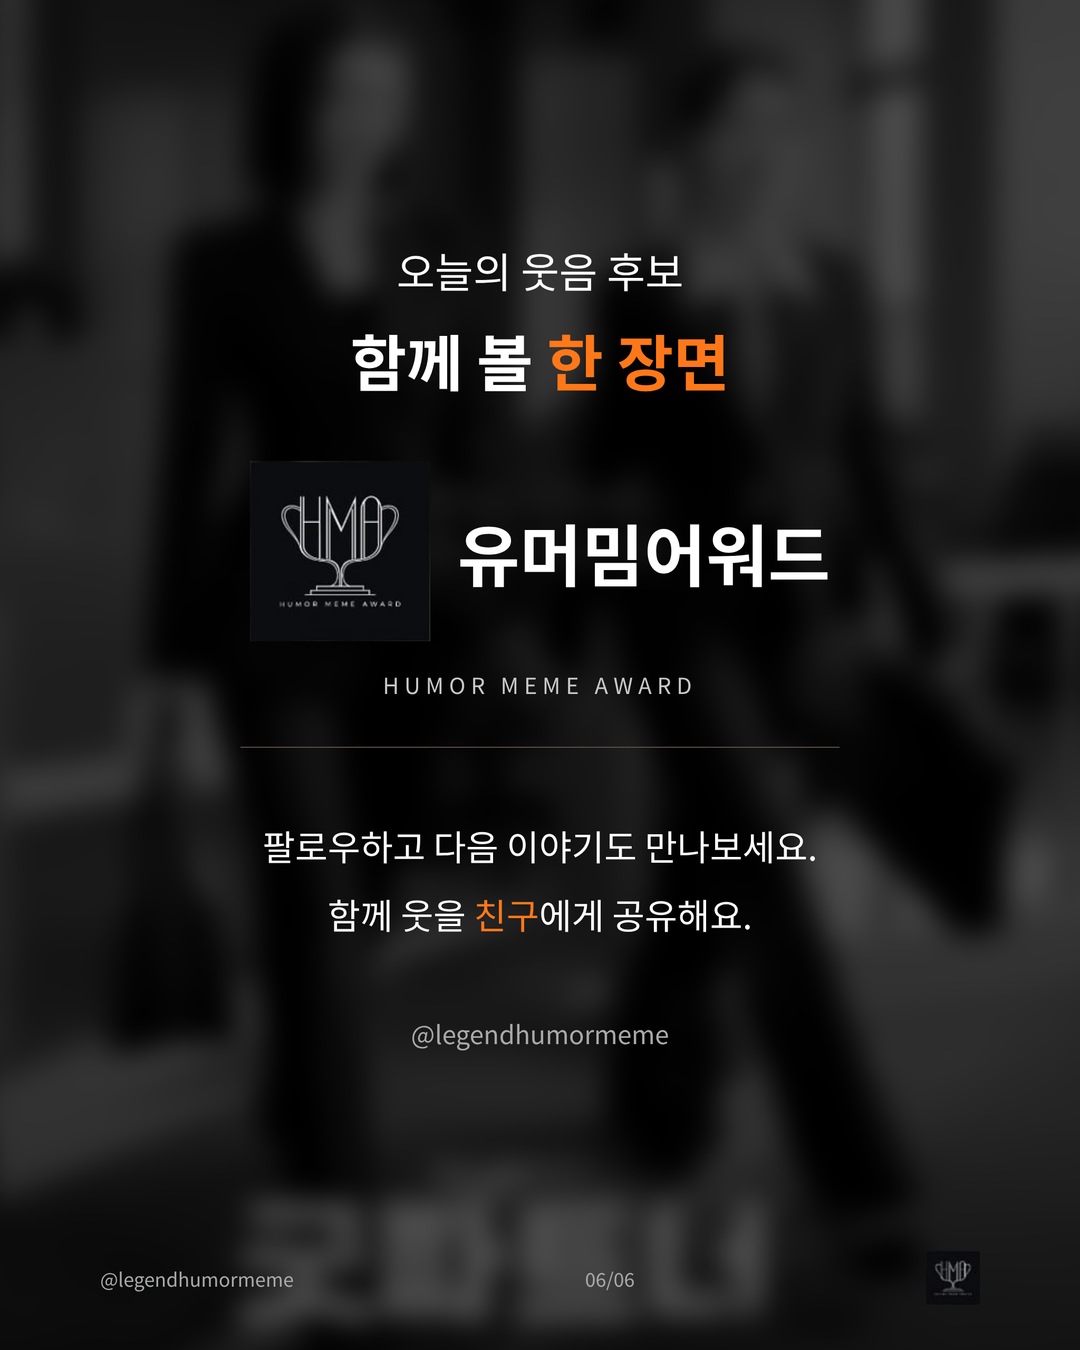 오늘의 웃음 후보
함께 볼 한 장면
HMA
HUMOR MEME AWARD
유머밈어워드
HUMOR MEME AWARD
팔로우하고 다음 이야기도 만나보세요.
함께 웃을 친구에게 공유해요.
@legendhumormeme
@legendhumormeme
06/06
HMA